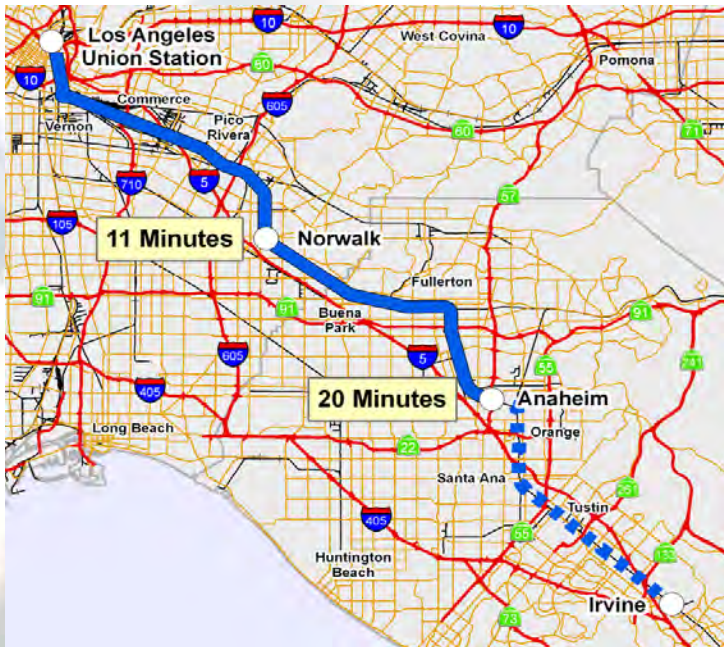 10
West Covina
10
Los Angeles
Union Station
60
Pomona
10
Commerce
605
Pico
Rivera
Vernon
60
71
710
5
57
105
11 Minutes
Norwalk
Fullerton
91
91
Buena
Park
91
605
5
55
241
405
20 Minutes
Anaheim
Long Beach
Orange
22
Santa Ana
261
Tustin
405
55
133
Huntington
Beach
Irvine
73